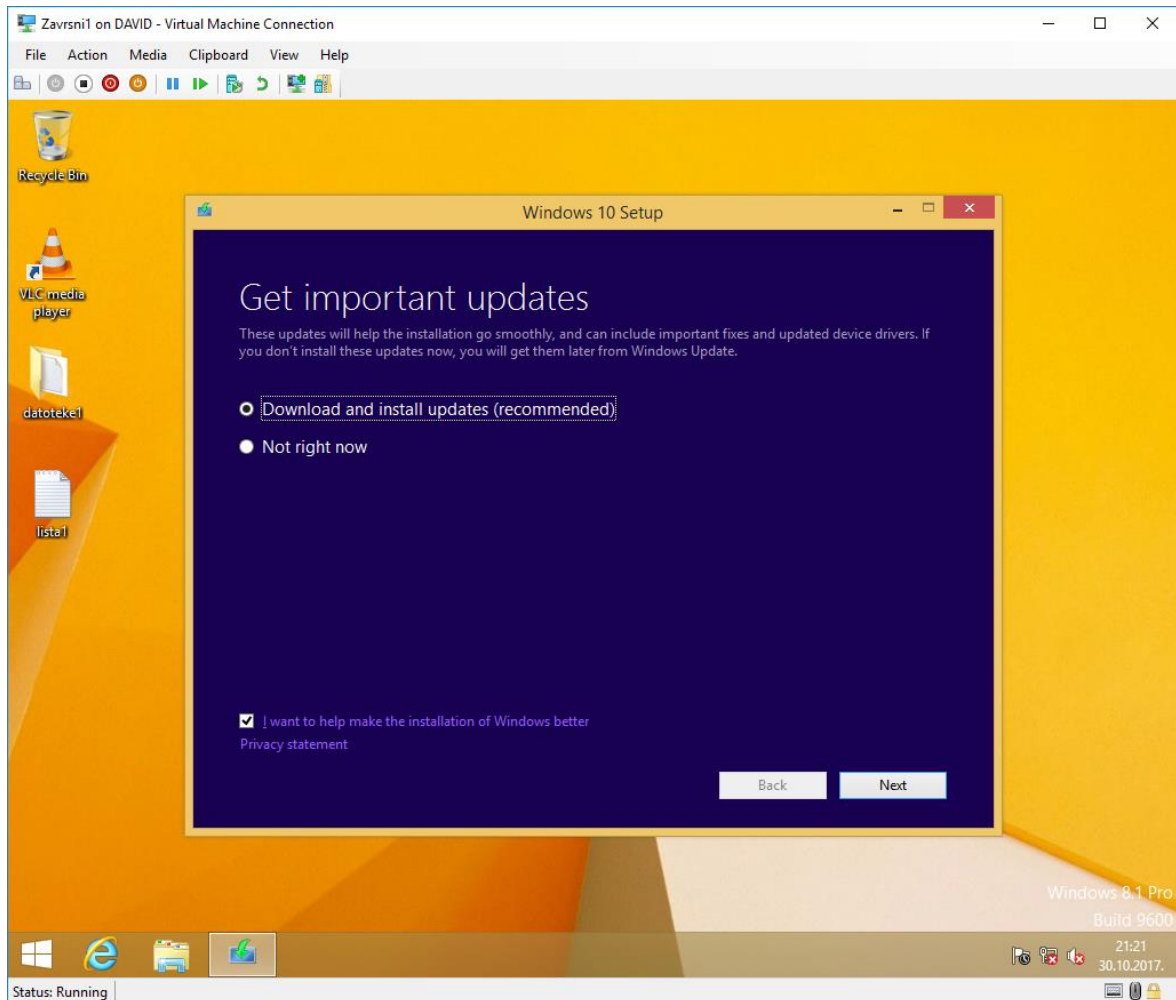 Zavrsni1 on DAVID - Virtual Machine Connection
File Action Media Clipboard View Help
Recycle Bin
Windows 10 Setup
VLC media
player
Get important updates
These updates will help the installation go smoothly, and can include important fixes and updated device drivers. If
you don't install these updates now, you will get them later from Windows Update.
datoteke1
Download and install updates (recommended)
Not right now
lista1
I want to help make the installation of Windows better
Privacy statement
Back Next
Windows 8.1 Pro
Build 9600
21:21
30.10.2017.
Status: Running